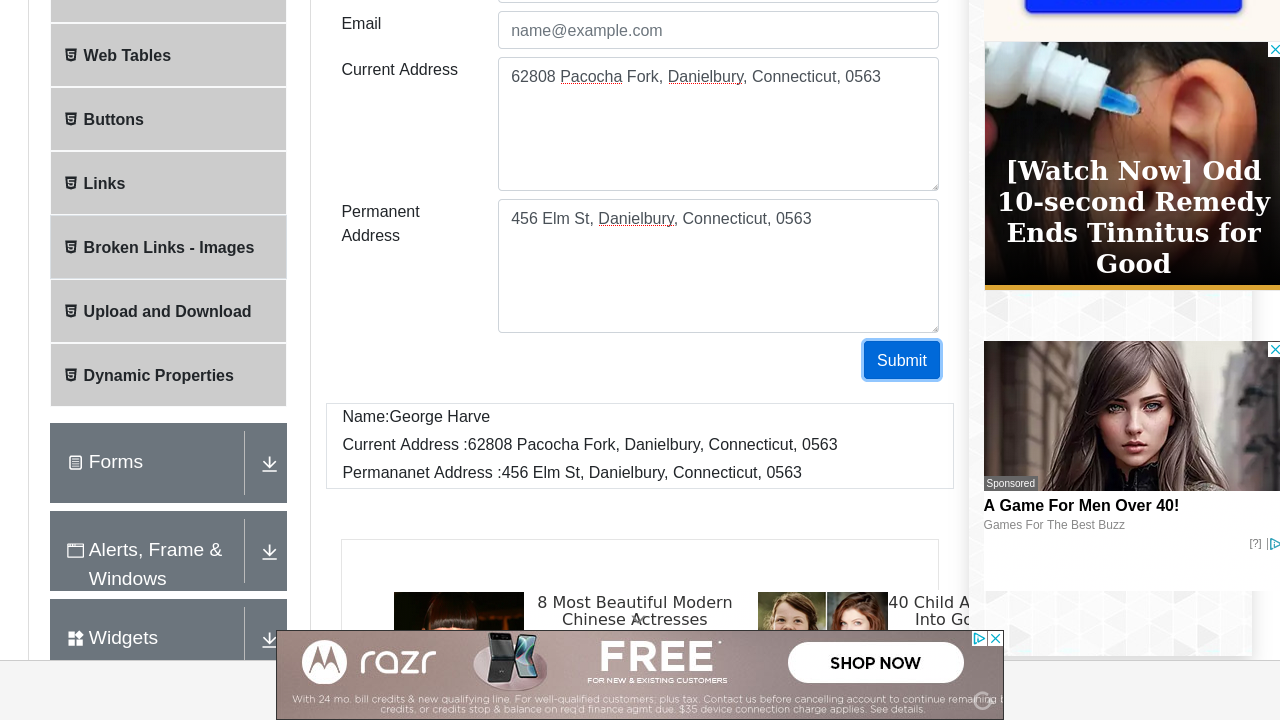 Email
name@example.com
Current Address
62808 Pacocha Fork, Danielbury, Connecticut, 0563
Permanent
Address
456 Elm St, Danielbury, Connecticut, 0563
Submit
Name:George Harve
Current Address :62808 Pacocha Fork, Danielbury, Connecticut, 0563
Permananet Address :456 Elm St, Danielbury, Connecticut, 0563
Web Tables
Buttons
Links
Broken Links - Images
Upload and Download
Dynamic Properties
Forms
Alerts, Frame &
Windows
Widgets
[Watch Now] Odd
10-second Remedy
Ends Tinnitus for
Good
Sponsored
A Game For Men Over 40!
Games For The Best Buzz
[?]
8 Most Beautiful Modern
Chinese Actresses
40 Child A
Into Go
razr
FREE*
FOR NEW & EXISTING CUSTOMERS
SHOP NOW
With 24 mo. bill credits & new qualifying line. For well-qualified customers; plus tax. Contact us before cancelling account to continue remaining b
credits, or credits stop & balance on req'd finance agmt due. $35 device connection charge applies. See details.